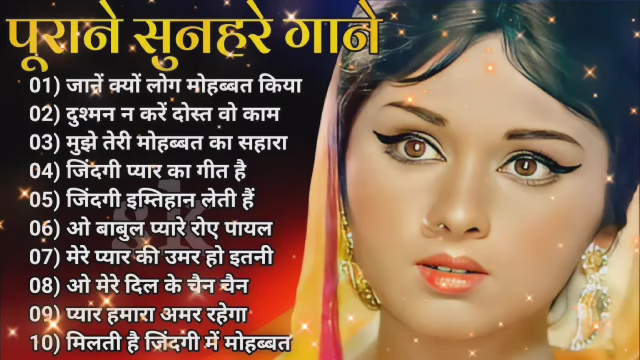 पूराने सुनहरे गाने
01) जानें क्यों लोग मोहब्बत किया
02) दुश्मन न करें दोस्त वो काम
03) मुझे तेरी मोहब्बत का सहारा
04) जिंदगी प्यार का गीत है
05) जिंदगी इम्तिहान लेती हैं
06) ओ बाबुल प्यारे रोए पायल
07) मेरे प्यार की उमर हो इतनी
08) ओ मेरे दिल के चैन चैन
09) प्यार हमारा अमर रहेगा
10) मिलती है जिंदगी में मोहब्बत